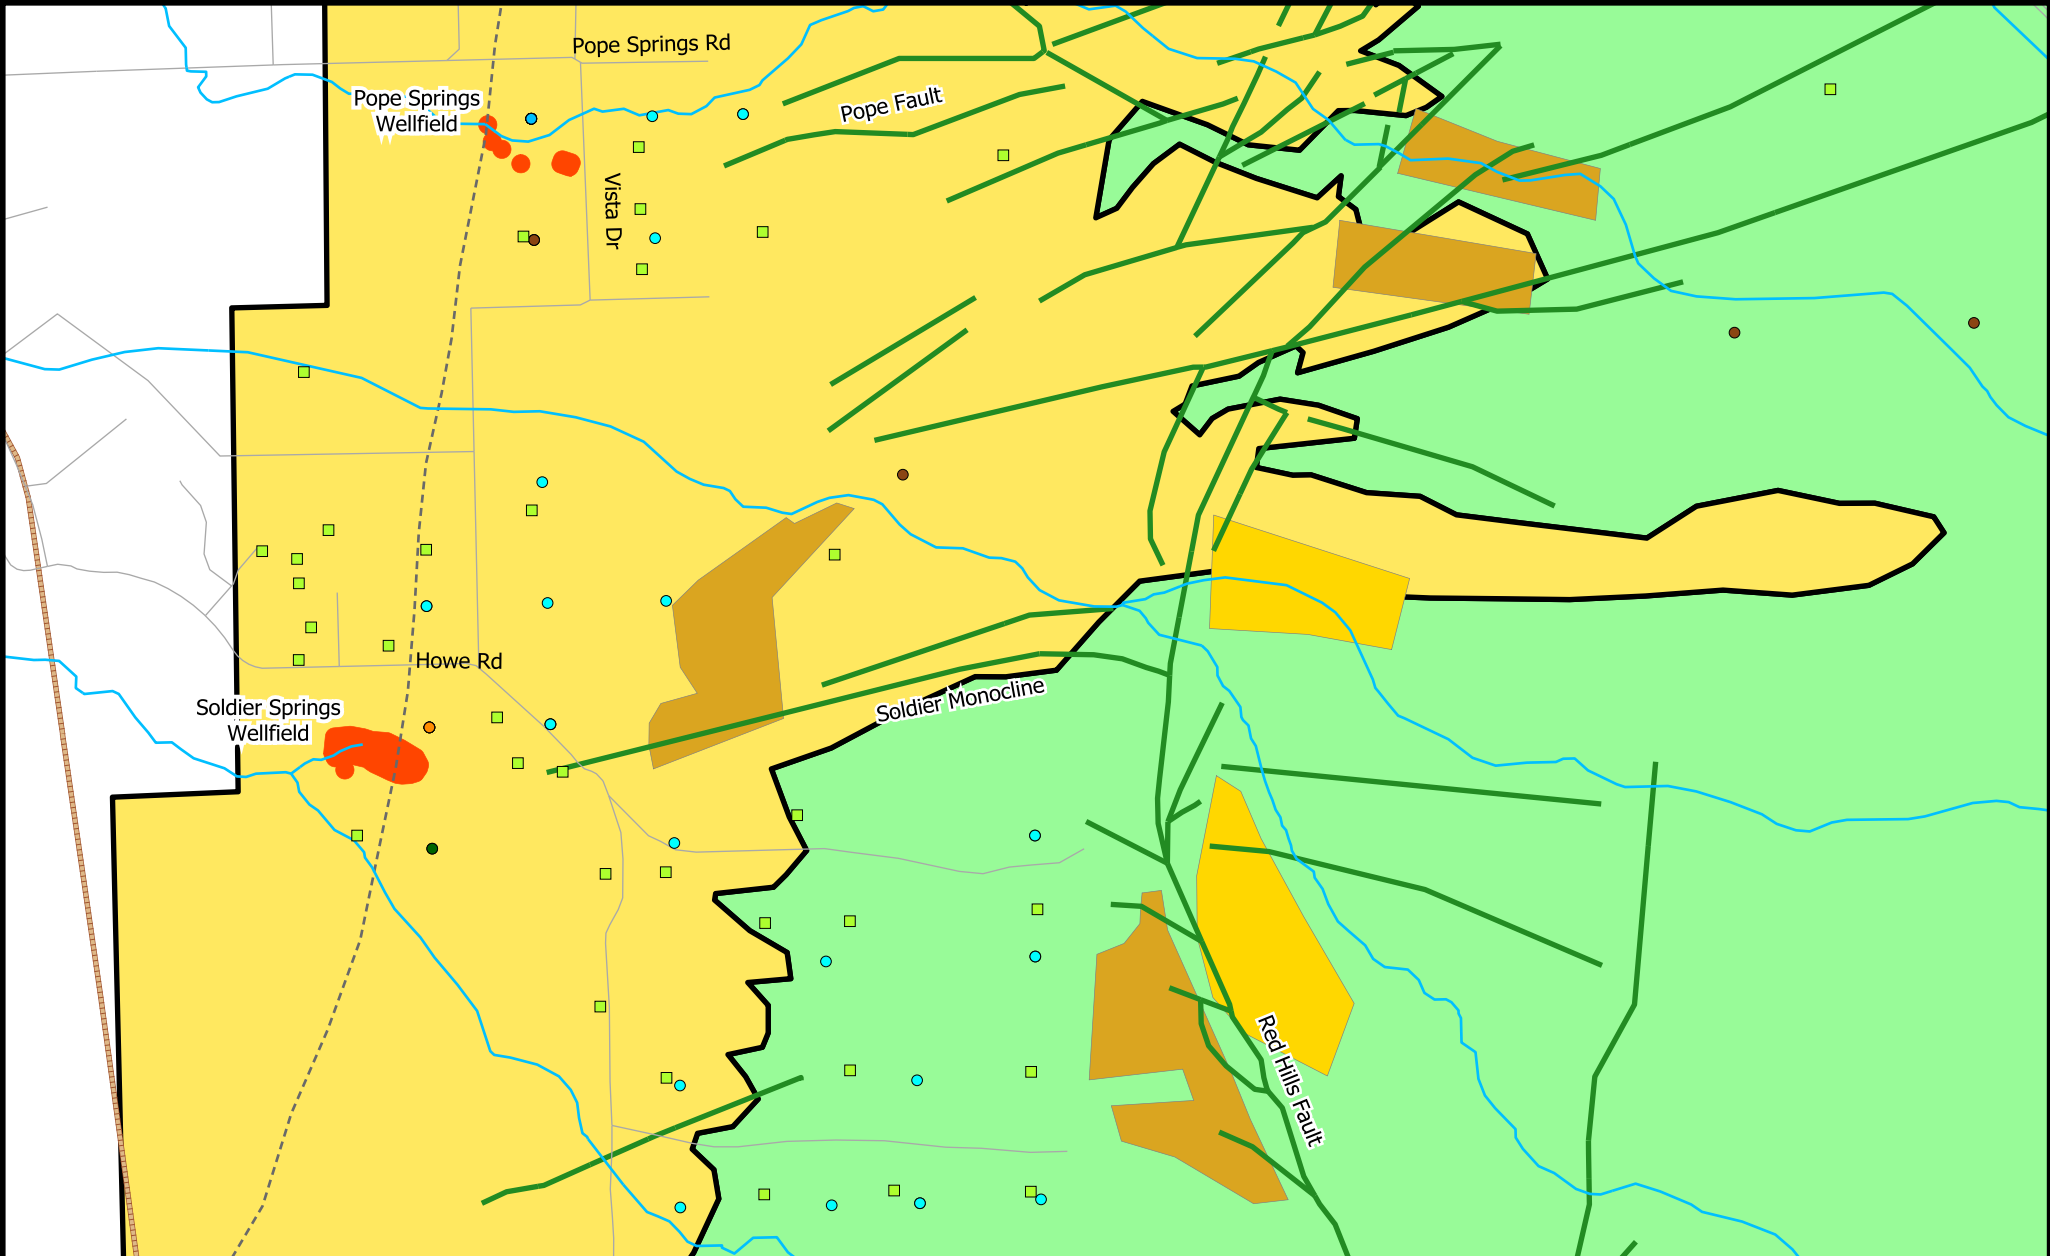 Pope Springs Rd
Pope Springs
Wellfield
Pope Fault
Vista Dr
Howe Rd
Soldier Springs
Wellfield
Soldier Monocline
Red Hills Fault